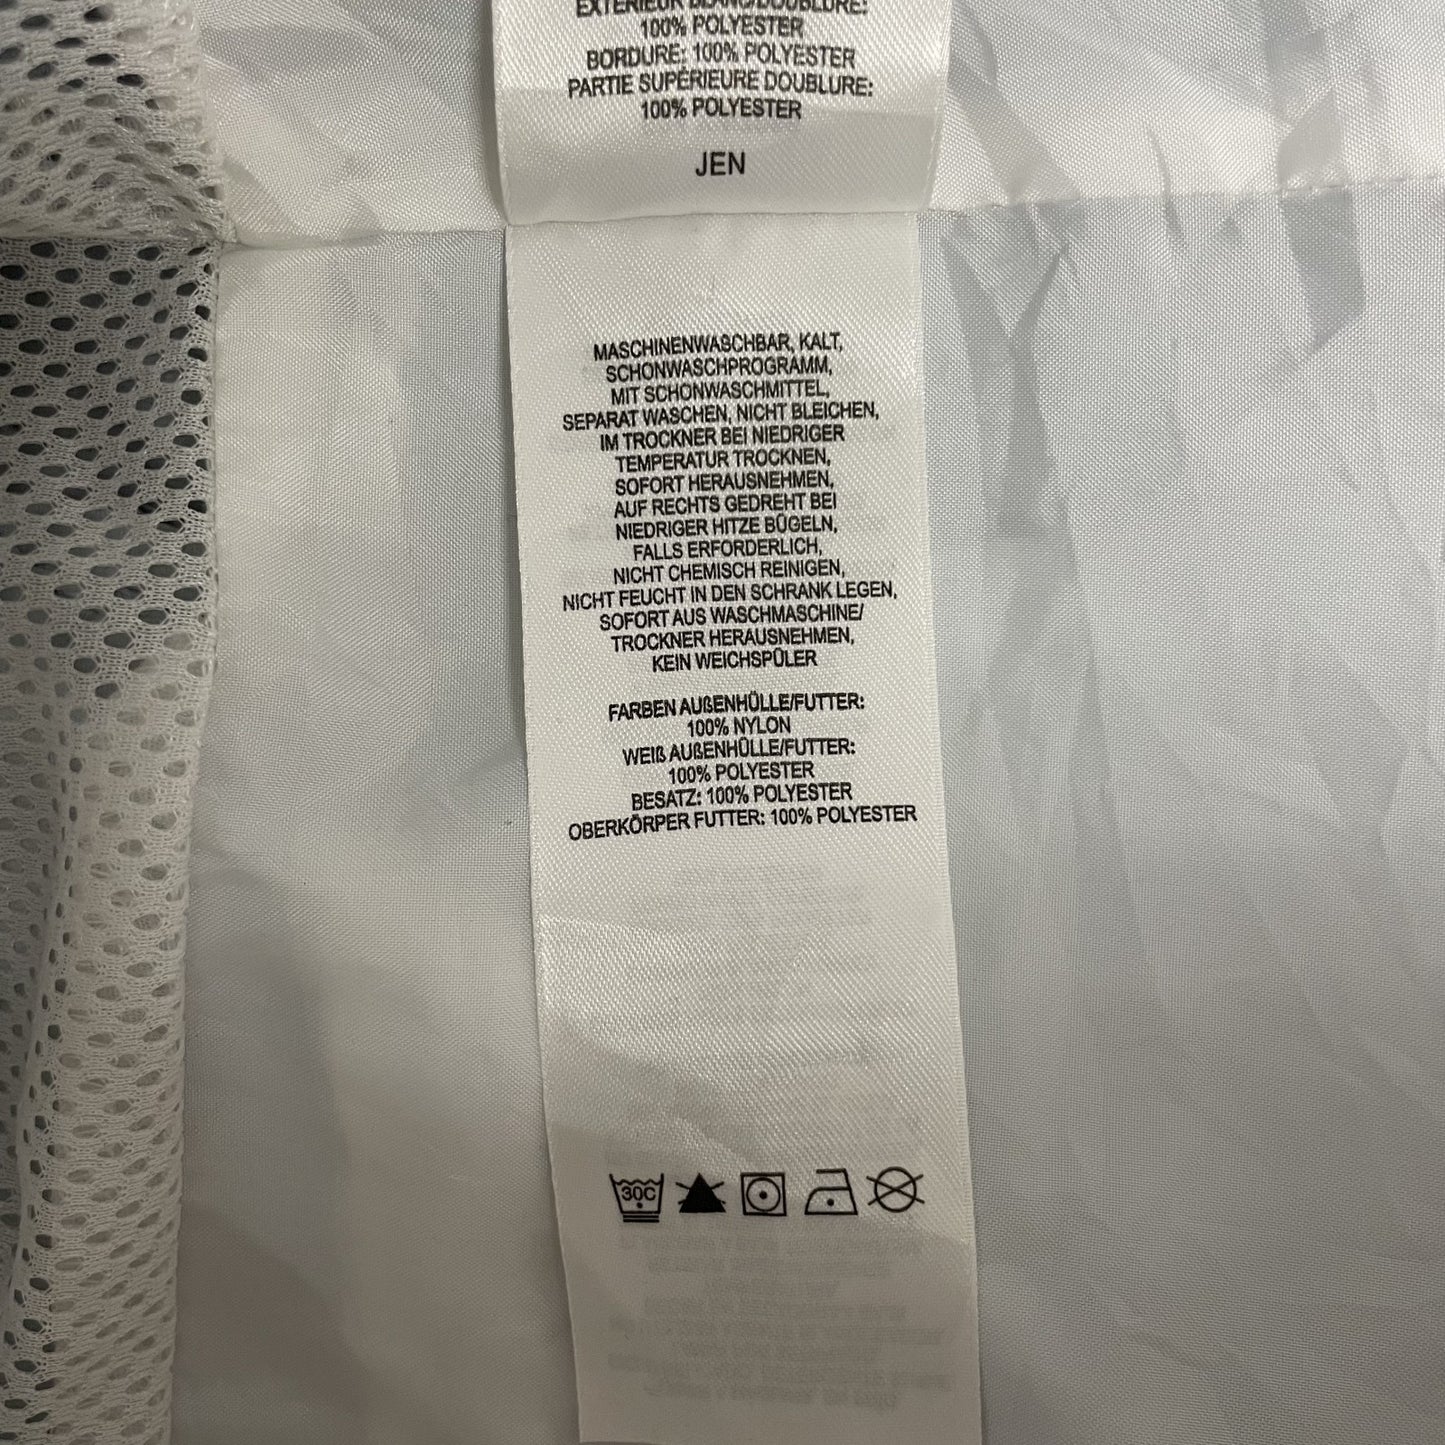 EXTÉRIEUR BLANC/DOUBLURE:
100% POLYESTER
BORDURE: 100% POLYESTER
PARTIE SUPÉRIEURE DOUBLURE:
100% POLYESTER
JEN
MASCHINENWASCHBAR, KALT,
SCHONWASCHPROGRAMM,
MIT SCHONWASCHMITTEL,
SEPARAT WASCHEN, NICHT BLEICHEN,
IM TROCKNER BEI NIEDRIGER
TEMPERATUR TROCKNEN,
SOFORT HERAUSNEHMEN,
AUF RECHTS GEDREHT BEI
NIEDRIGER HITZE BÜGELN,
FALLS ERFORDERLICH,
NICHT CHEMISCH REINIGEN,
NICHT FEUCHT IN DEN SCHRANK LEGEN,
SOFORT AUS WASCHMASCHINE/
TROCKNER HERAUSNEHMEN,
KEIN WEICHSPÜLER
FARBEN AUßENHÜLLE/FUTTER:
100% NYLON
WEIß AUßENHÜLLE/FUTTER:
100% POLYESTER
BESATZ: 100% POLYESTER
OBERKÖRPER FUTTER: 100% POLYESTER
30C